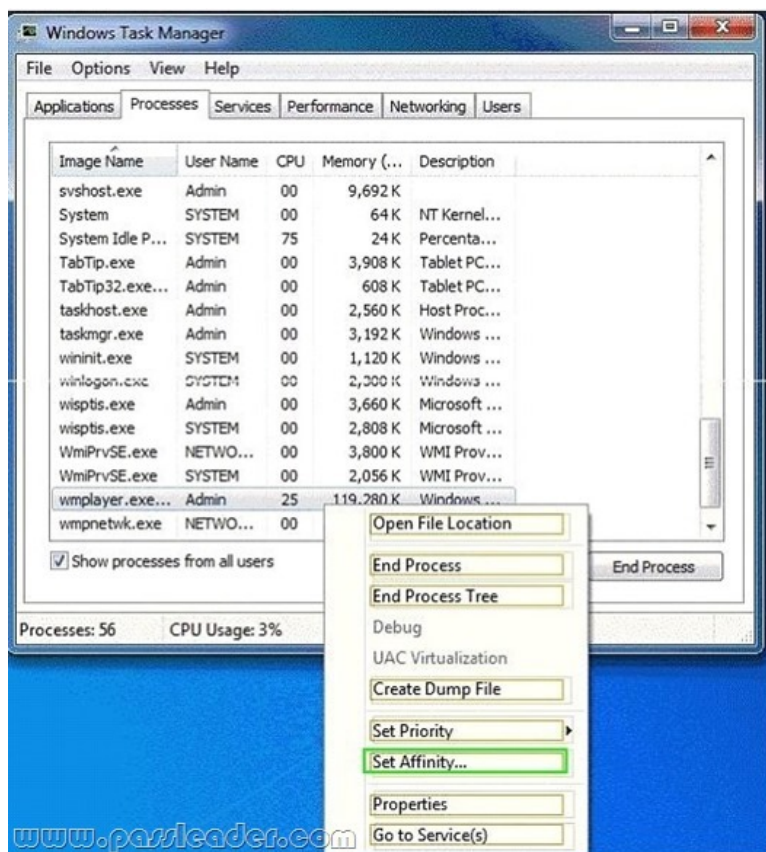 Windows Task Manager
File Options View Help
Applications Processes Services Performance Networking Users
Image Name User Name CPU Memory (... Description
svshost.exe Admin 00 9,692 K
System SYSTEM 00 64 K NT Kernel...
System Idle P... SYSTEM 75 24 K Percenta...
TabTip.exe Admin 00 3,908 K Tablet PC...
TabTip32.exe... Admin 00 608 K Tablet PC...
taskhost.exe Admin 00 2,560 K Host Proc...
taskmgr.exe Admin 00 3,192 K Windows ...
wininit.exe SYSTEM 00 1,120 K Windows ...
winlogon.exe SYSTEM 00 2,300 K Windows ...
wisptis.exe Admin 00 3,660 K Microsoft ...
wisptis.exe SYSTEM 00 2,808 K Microsoft ...
WmiPrvSE.exe NETWO... 00 3,800 K WMI Prov...
WmiPrvSE.exe SYSTEM 00 2,056 K WMI Prov...
wmplayer.exe... Admin 25 119,280 K Windows ...
wmpnetwk.exe NETWO... 00
Show processes from all users
End Process
Processes: 56 CPU Usage: 3%
Open File Location
End Process
End Process Tree
Debug
UAC Virtualization
Create Dump File
Set Priority
Set Affinity...
Properties
Go to Service(s)
www.passleader.com